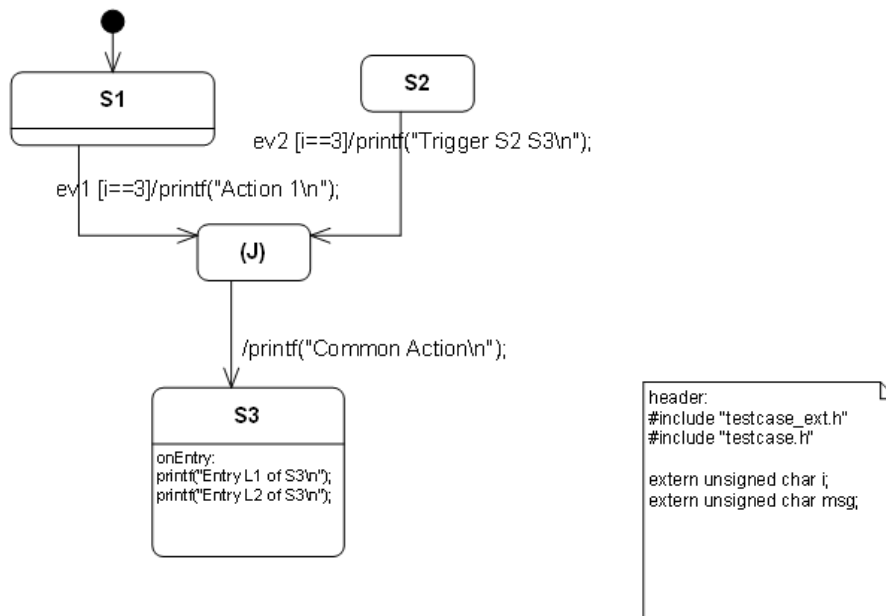 S1
S2
ev2 [i==3]/printf("Trigger S2 S3\n");
ev1 [i==3]/printf("Action 1\n");
(J)
/printf("Common Action\n");
S3
onEntry:
printf("Entry L1 of S3\n");
printf("Entry L2 of S3\n");
header:
#include "testcase_ext.h"
#include "testcase.h"
extern unsigned char i;
extern unsigned char msg;